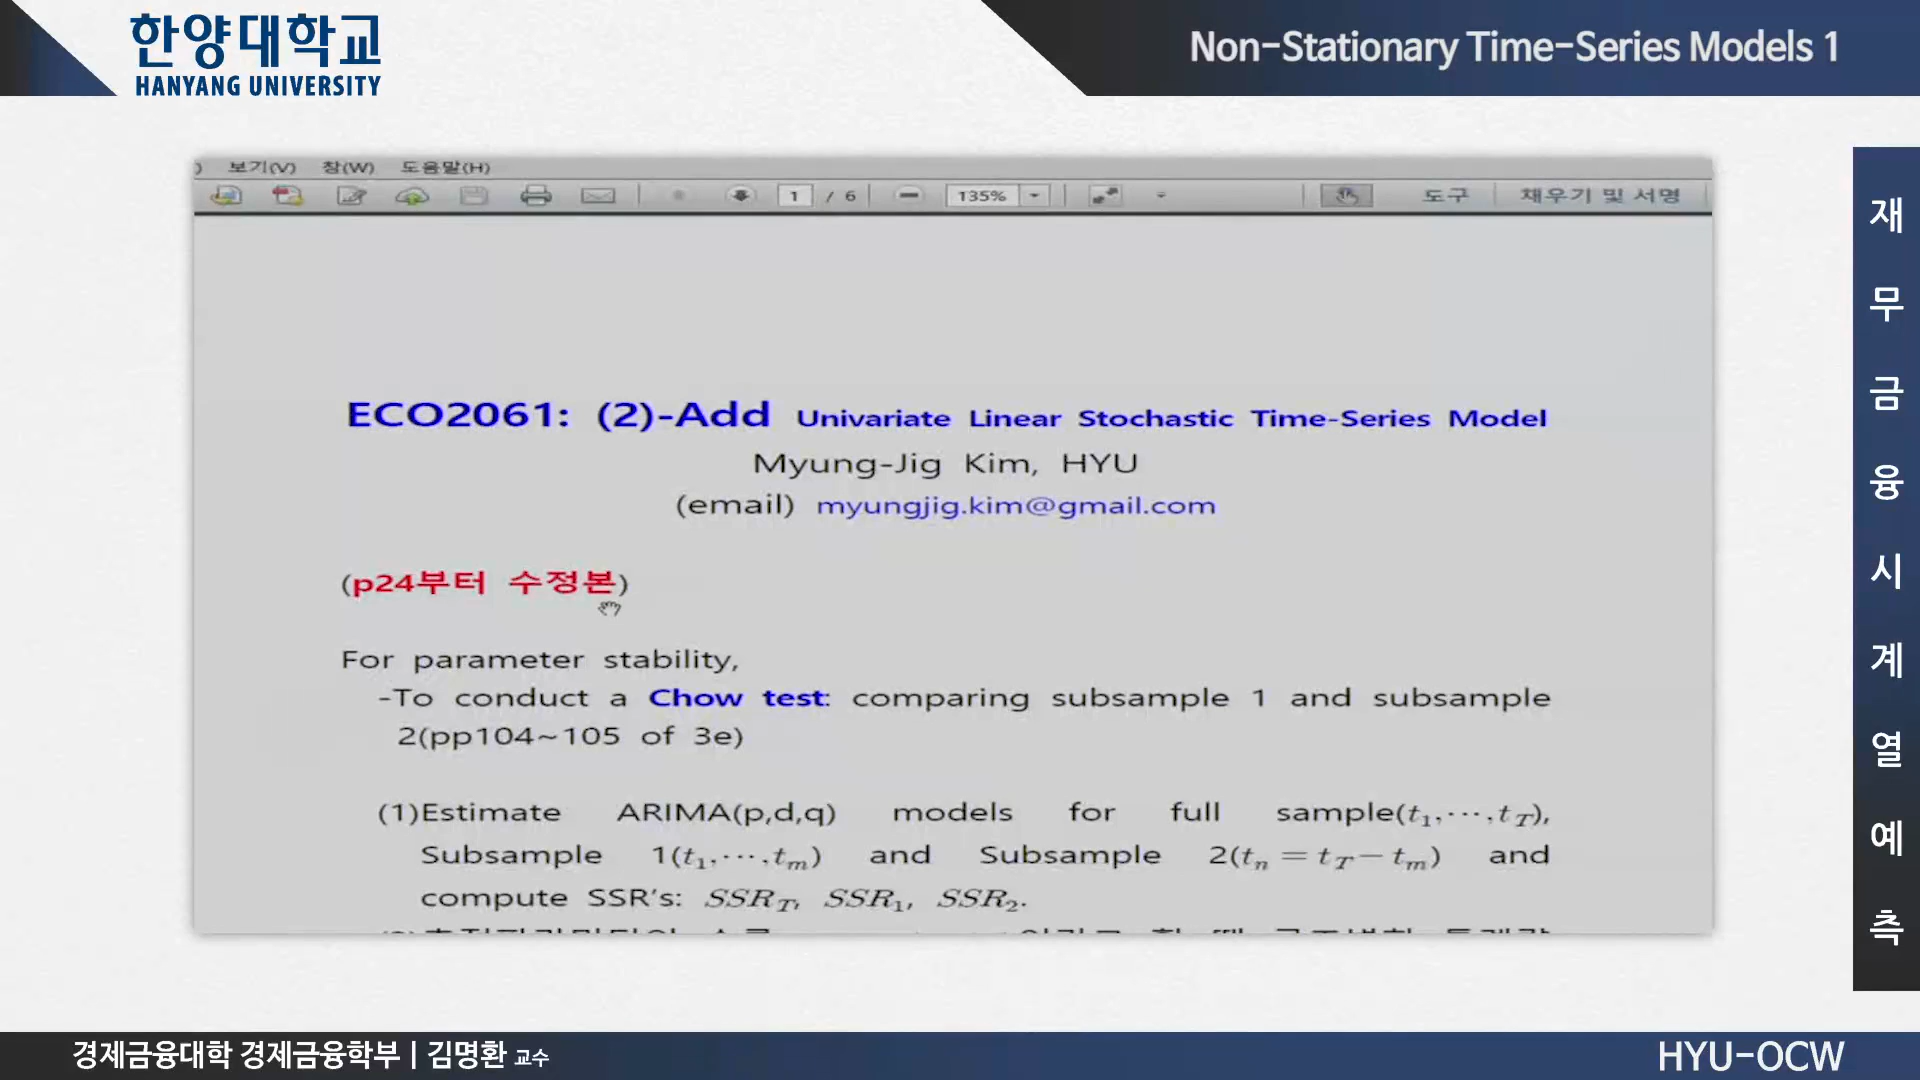 한양대학교
HANYANG UNIVERSITY
Non-Stationary Time-Series Models 1
) 보기(V) 창(W) 도움말(H)
1 / 6 135% 도구 채우기 및 서명
ECO2061: (2)-Add Univariate Linear Stochastic Time-Series Model
Myung-Jig Kim, HYU
(email) myungjig.kim@gmail.com
(p24부터 수정본)
For parameter stability,
-To conduct a Chow test: comparing subsample 1 and subsample
2(pp104~105 of 3e)
(1)Estimate ARIMA(p,d,q) models for full sample(t₁,⋯,t_T),
Subsample 1(t₁,⋯,t_m) and Subsample 2(t_n = t_T − t_m) and
compute SSR's: SSR_T, SSR₁, SSR₂.
재무금융시계열예측
경제금융대학 경제금융학부 | 김명환 교수
HYU-OCW